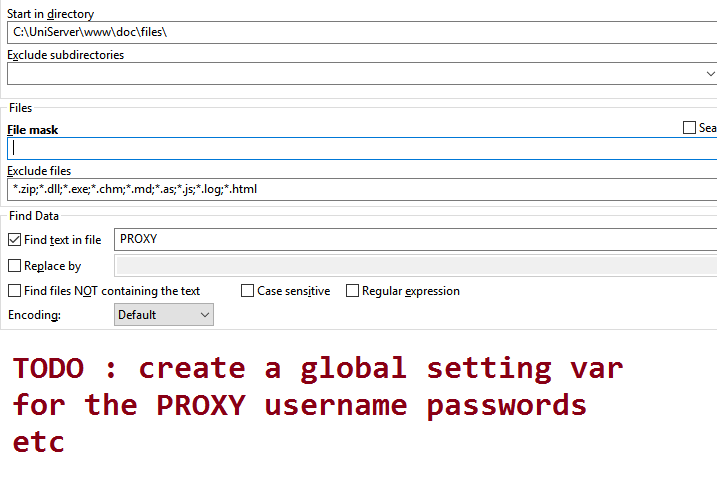 Start in directory
C:\UniServer\www\doc\files\
Exclude subdirectories
Files
File mask
Sea
Exclude files
*.zip;*.dll;*.exe;*.chm;*.md;*.as;*.js;*.log;*.html
Find Data
Find text in file PROXY
Replace by
Find files NOT containing the text Case sensitive Regular expression
Encoding: Default
TODO : create a global setting var
for the PROXY username passwords
etc